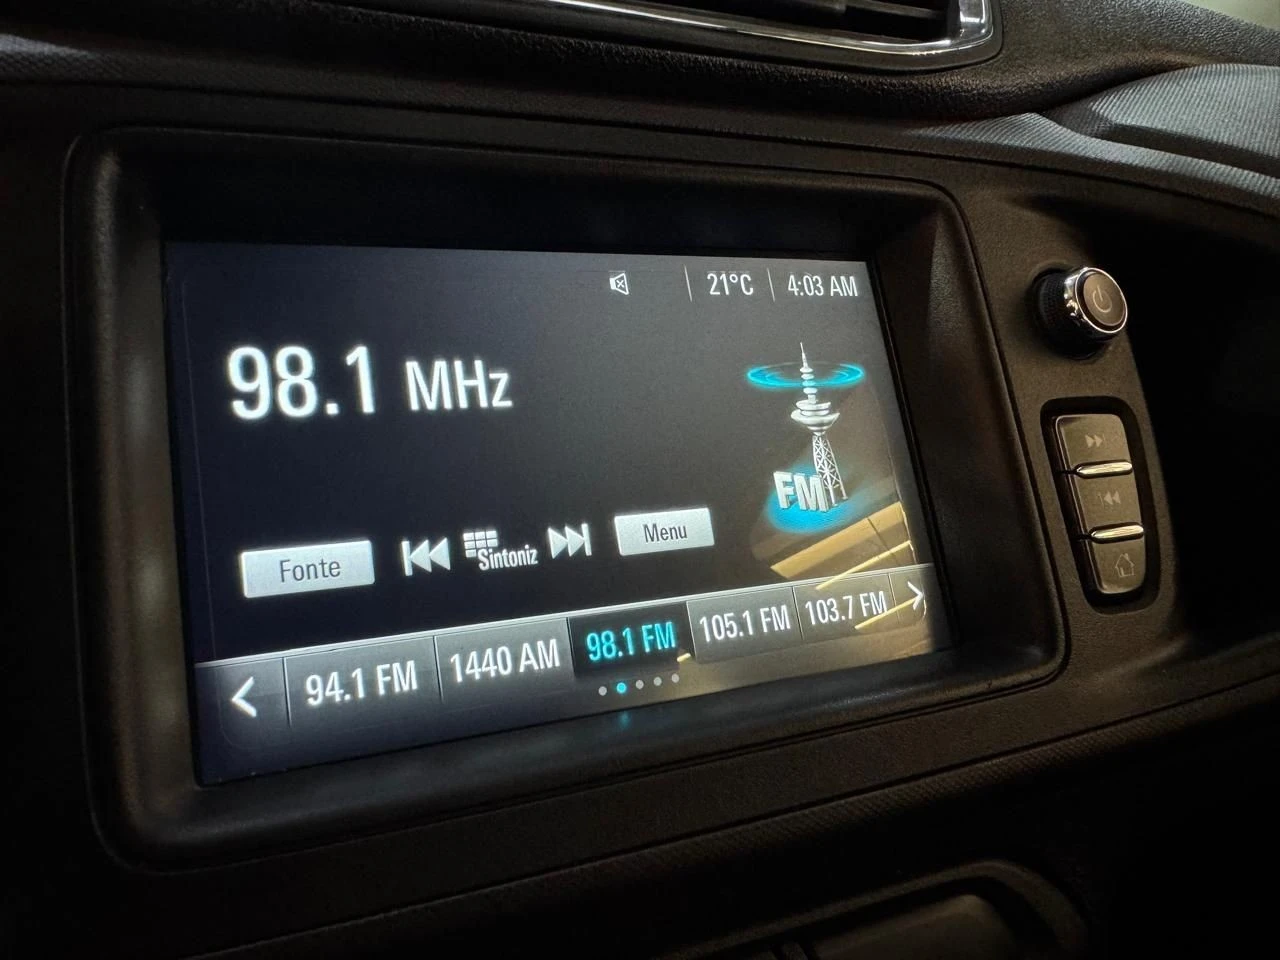 21°C 4:03 AM
98.1 MHz
FM
Fonte Sintoniz Menu
94.1 FM 1440 AM 98.1 FM 105.1 FM 103.7 FM